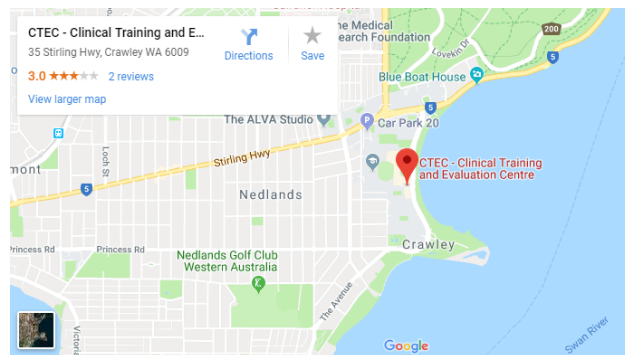 CTEC - Clinical Training and E...
35 Stirling Hwy, Crawley WA 6009
3.0
2 reviews
View larger map
Directions
Save
he Medical
earch Foundation
Lovekin Dr
200
5
Blue Boat House
5
The ALVA Studio
P
Car Park 20
Stirling Hwy
CTEC - Clinical Training
and Evaluation Centre
mont
Loch St
5
Nedlands
Princess Rd
Princess Rd
Nedlands Golf Club
Western Australia
Crawley
The Avenue
Victoria
Google
Swan River